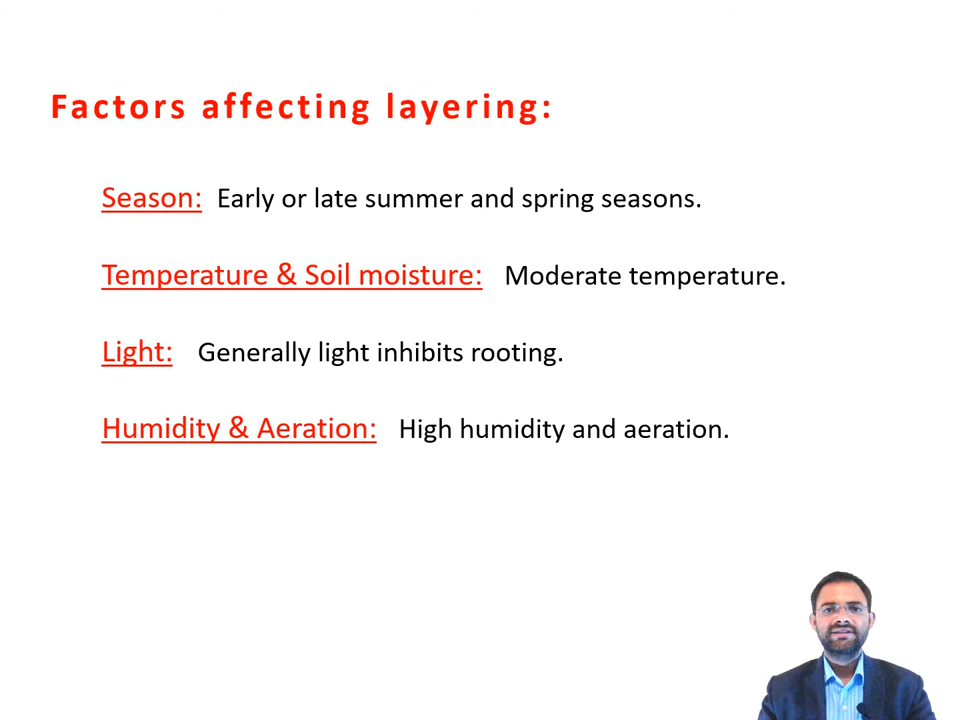 Factors affecting layering:
Season: Early or late summer and spring seasons.
Temperature & Soil moisture: Moderate temperature.
Light: Generally light inhibits rooting.
Humidity & Aeration: High humidity and aeration.